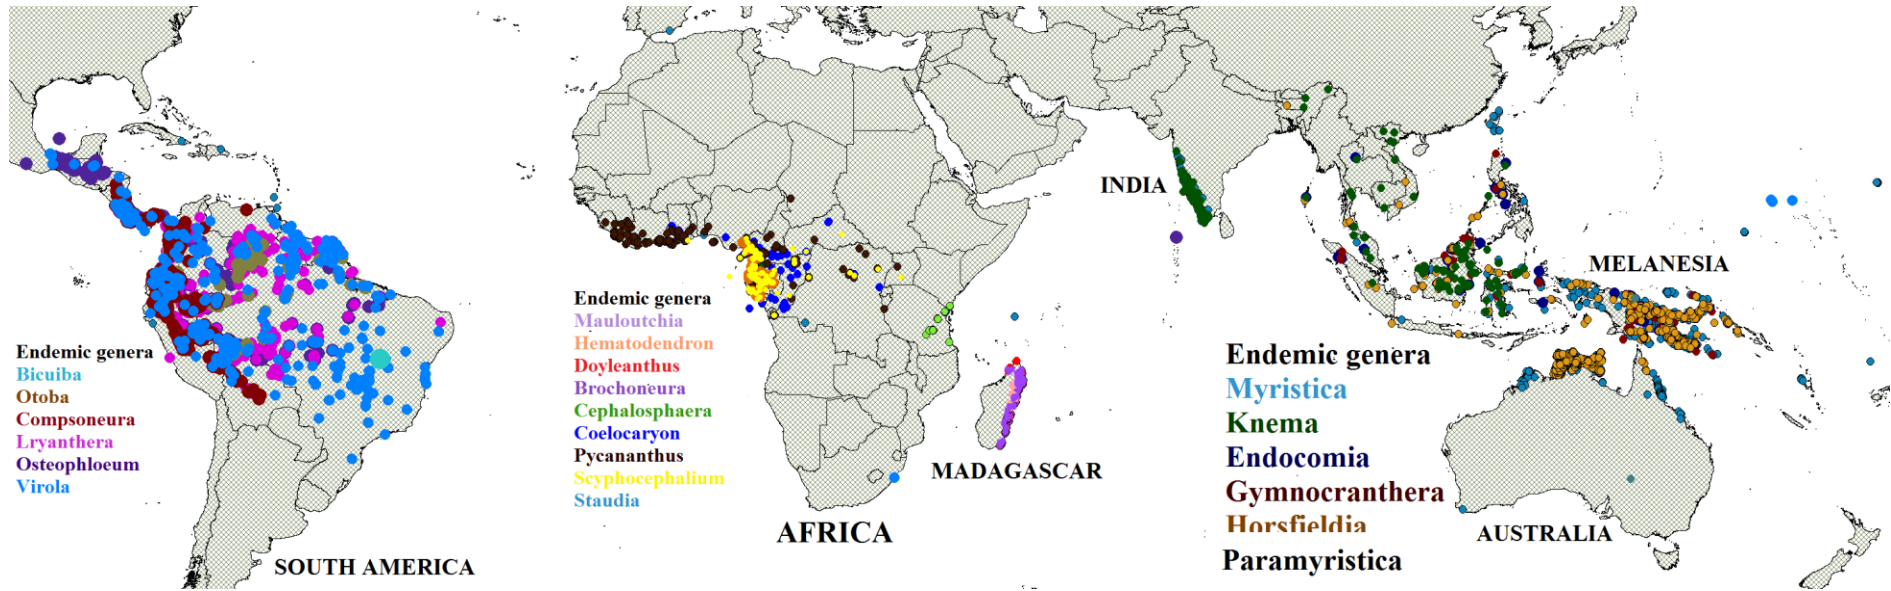 Endemic genera
Bicuiba
Otoba
Compsoneura
Lryanthera
Osteophloeum
Virola
SOUTH AMERICA
Endemic genera
Mauloutchia
Hematodendron
Doyleanthus
Brochoneura
Cephalosphaera
Coelocaryon
Pycananthus
Scyphocephalium
Staudia
AFRICA
MADAGASCAR
INDIA
MELANESIA
Endemic genera
Myristica
Knema
Endocomia
Gymnocranthera
Horsfieldia
Paramyristica
AUSTRALIA